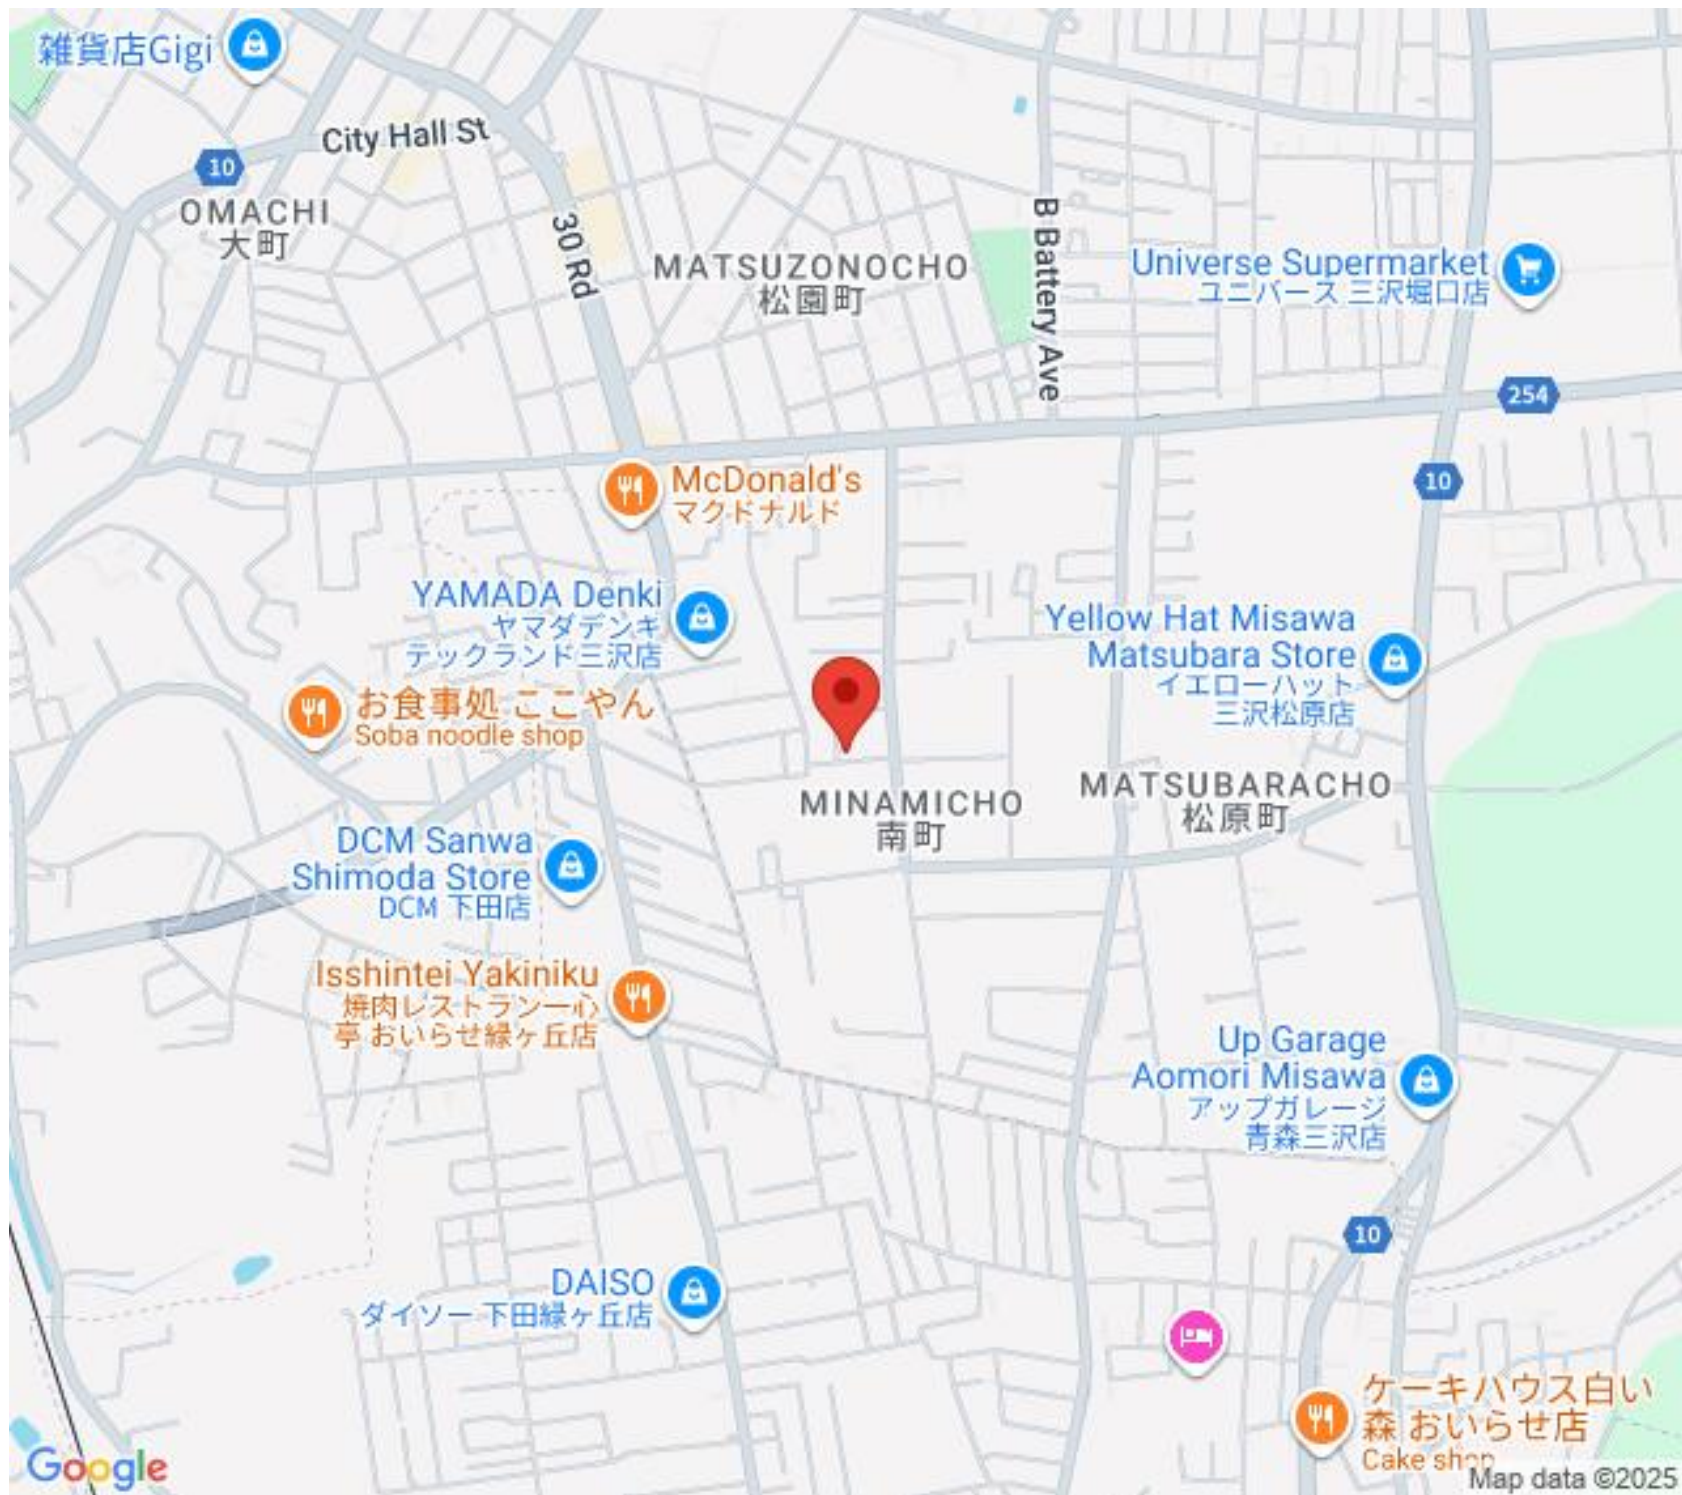 雑貨店Gigi
City Hall St
10
OMACHI
大町
30 Rd
MATSUZONOCHO
松園町
B Battery Ave
Universe Supermarket
ユニバース 三沢堀口店
254
10
McDonald's
マクドナルド
YAMADA Denki
ヤマダデンキ
テックランド三沢店
Yellow Hat Misawa
Matsubara Store
イエローハット
三沢松原店
お食事処 ここやん
Soba noodle shop
MINAMICHO
南町
MATSUBARACHO
松原町
DCM Sanwa
Shimoda Store
DCM 下田店
Isshintei Yakiniku
焼肉レストラン一心
亭 おいらせ緑ヶ丘店
Up Garage
Aomori Misawa
アップガレージ
青森三沢店
10
DAISO
ダイソー 下田緑ヶ丘店
ケーキハウス白い
森 おいらせ店
Cake shop
Google
Map data ©2025